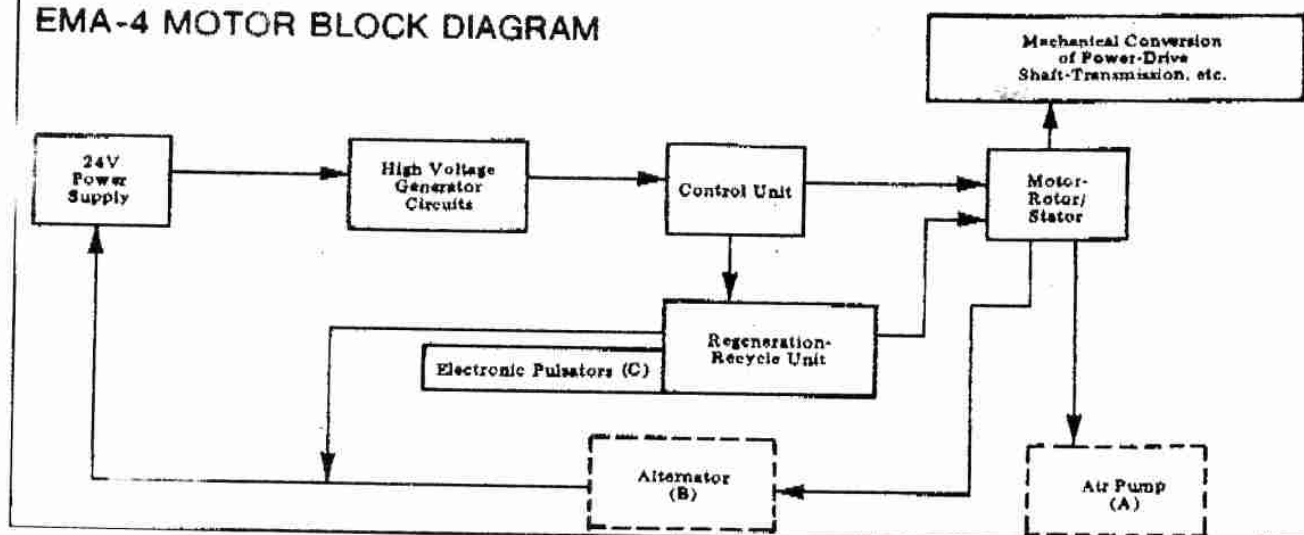 EMA-4 MOTOR BLOCK DIAGRAM
Mechanical Conversion
of Power-Drive
Shaft-Transmission, etc.
24V
Power
Supply
High Voltage
Generator
Circuits
Control Unit
Motor-
Rotor/
Stator
Regeneration-
Recycle Unit
Electronic Pulsators (C)
Alternator
(B)
Air Pump
(A)